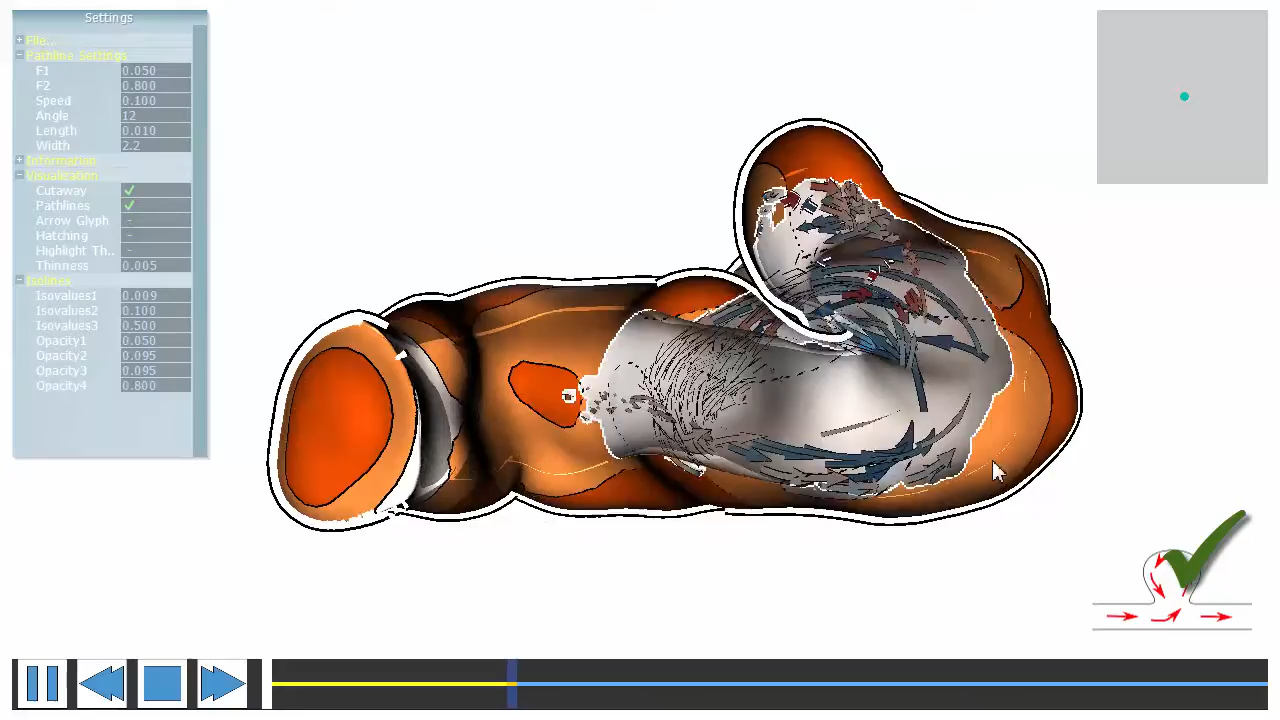 Settings
File...
Pathline Settings
F1 0.050
F2 0.800
Speed 0.100
Angle 12
Length 0.010
Width 2.2
Information
Visualization
Cutaway
Pathlines
Arrow Glyph -
Hatching -
Highlight Th.. -
Thinness 0.005
Isolines
Isovalues1 0.009
Isovalues2 0.100
Isovalues3 0.500
Opacity1 0.050
Opacity2 0.095
Opacity3 0.095
Opacity4 0.800